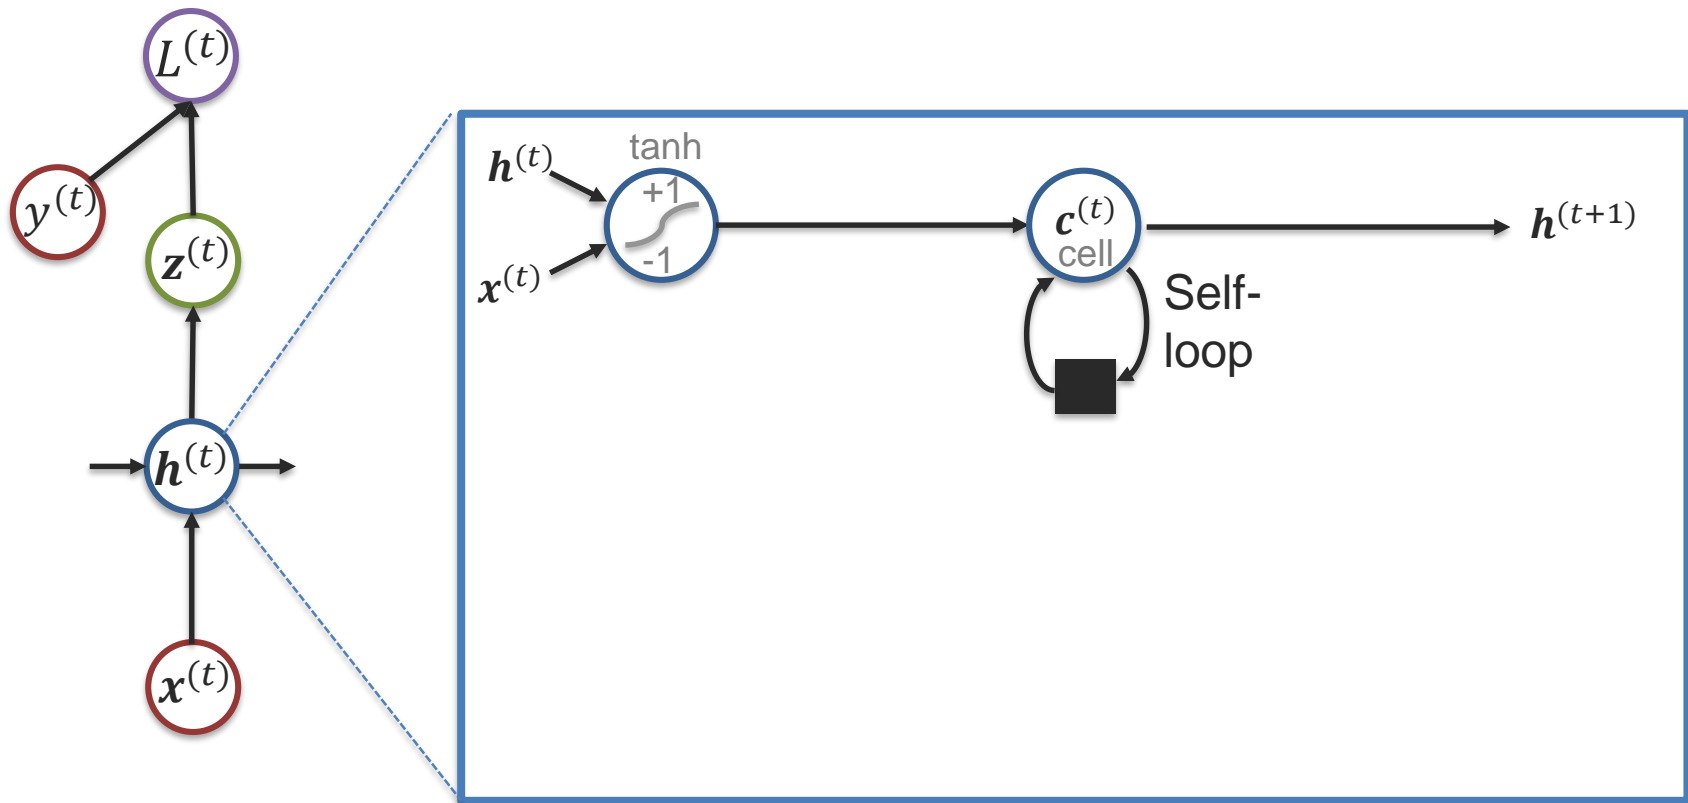 L^(t)
y^(t)
z^(t)
h^(t)
x^(t)
h^(t)
x^(t)
tanh
+1
-1
c^(t)
cell
Self-
loop
h^(t+1)